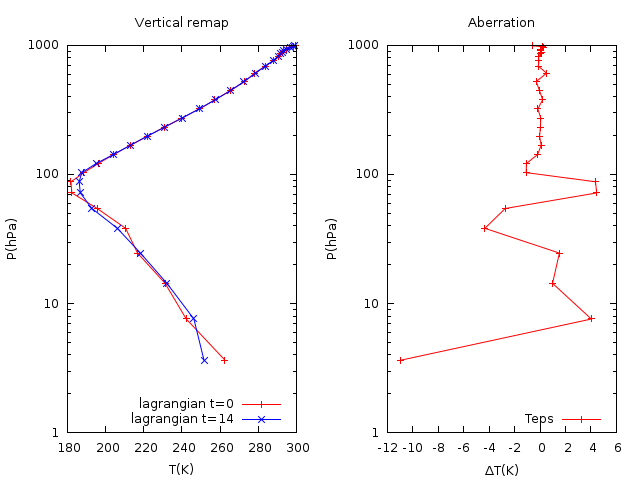 Vertical remap
1000
100
10
1
P(hPa)
180 200 220 240 260 280 300
T(K)
lagrangian t=0
lagrangian t=14
Aberration
1000
100
10
1
P(hPa)
-12 -10 -8 -6 -4 -2 0 2 4 6
ΔT(K)
Teps